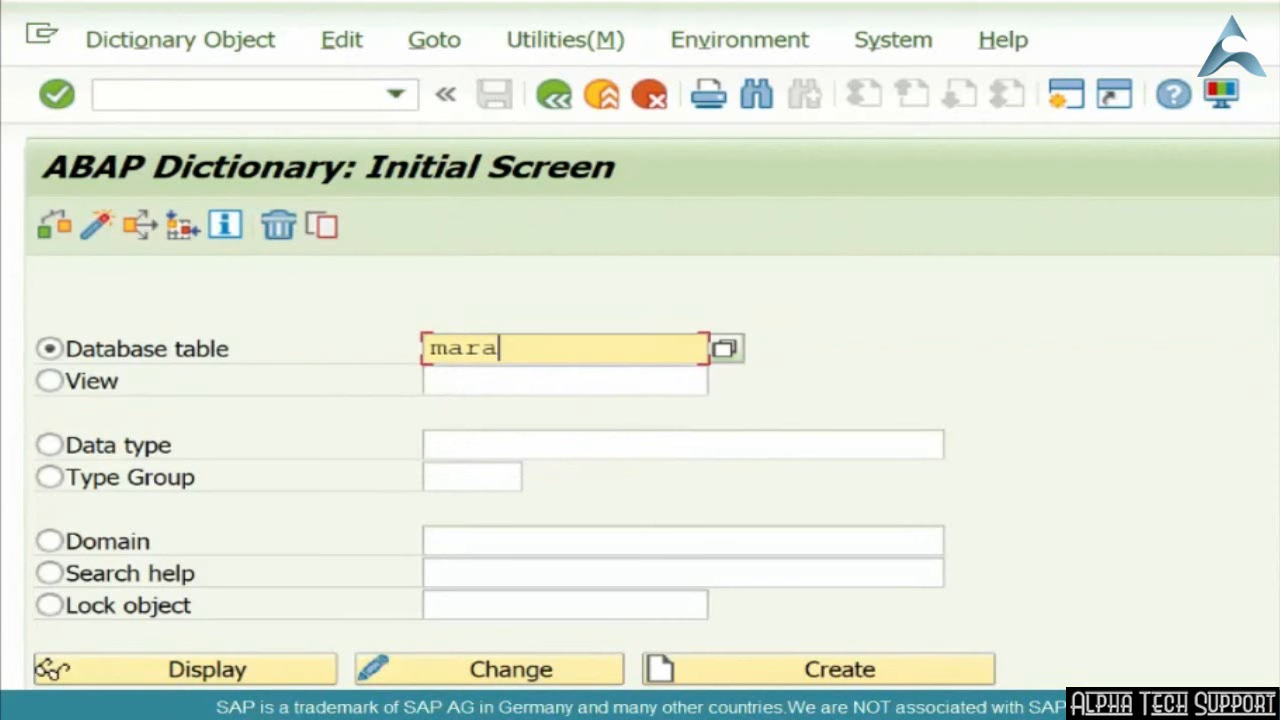 Dictionary Object Edit Goto Utilities(M) Environment System Help
ABAP Dictionary: Initial Screen
Database table mara
View
Data type
Type Group
Domain
Search help
Lock object
Display Change Create
SAP is a trademark of SAP AG in Germany and many other countries.We are NOT associated with SAP
Alpha Tech Support